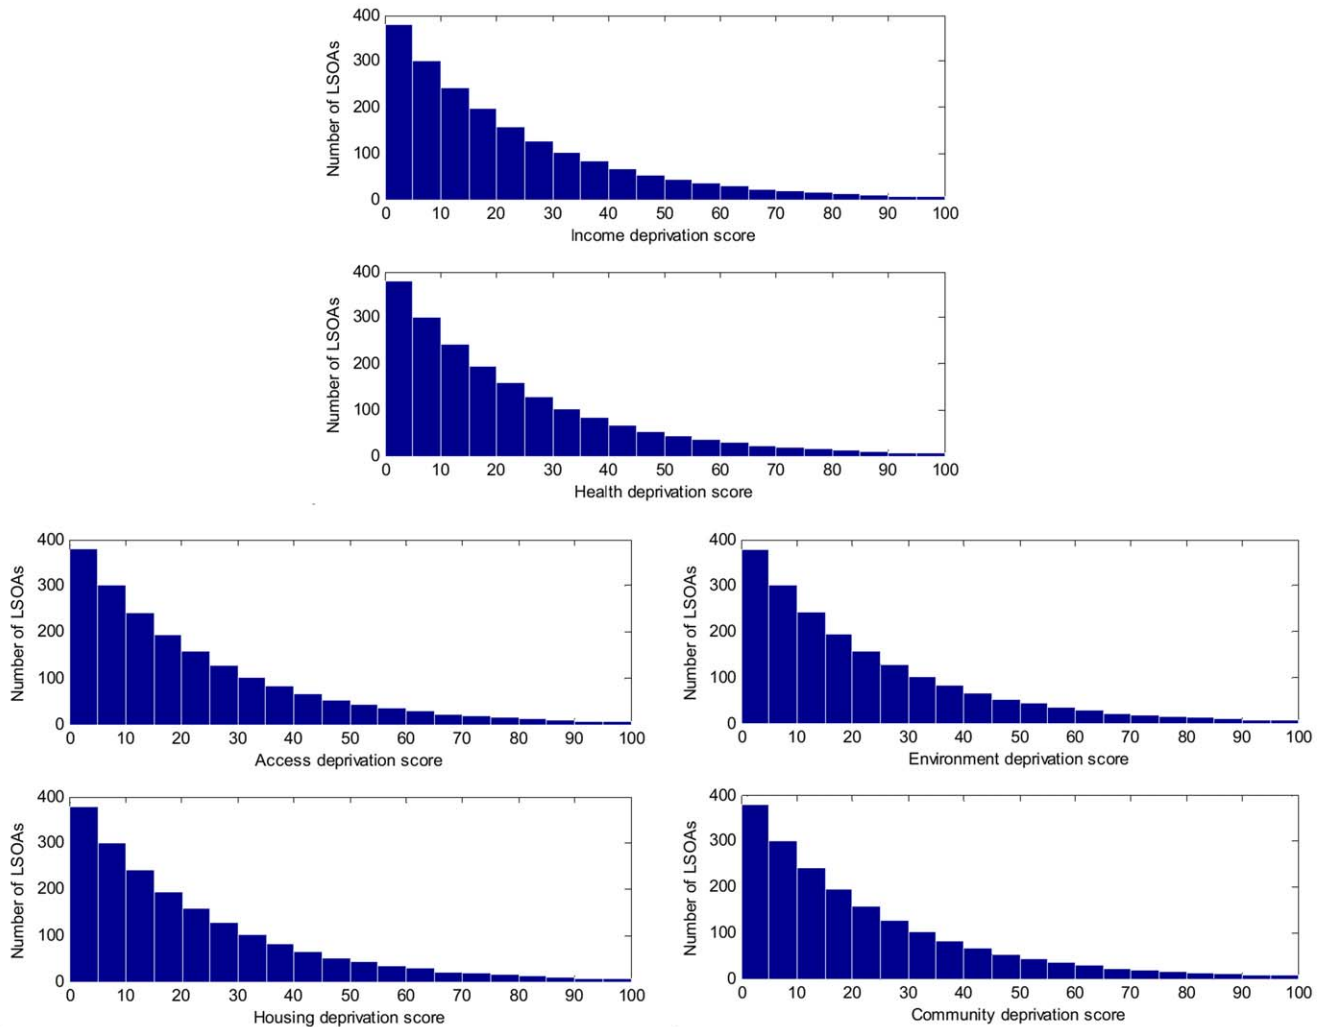 400
300
200
100
0
Number of LSOAs
0 10 20 30 40 50 60 70 80 90 100
Income deprivation score
400
300
200
100
0
Number of LSOAs
0 10 20 30 40 50 60 70 80 90 100
Health deprivation score
400
300
200
100
0
Number of LSOAs
0 10 20 30 40 50 60 70 80 90 100
Access deprivation score
400
300
200
100
0
Number of LSOAs
0 10 20 30 40 50 60 70 80 90 100
Environment deprivation score
400
300
200
100
0
Number of LSOAs
0 10 20 30 40 50 60 70 80 90 100
Housing deprivation score
400
300
200
100
0
Number of LSOAs
0 10 20 30 40 50 60 70 80 90 100
Community deprivation score